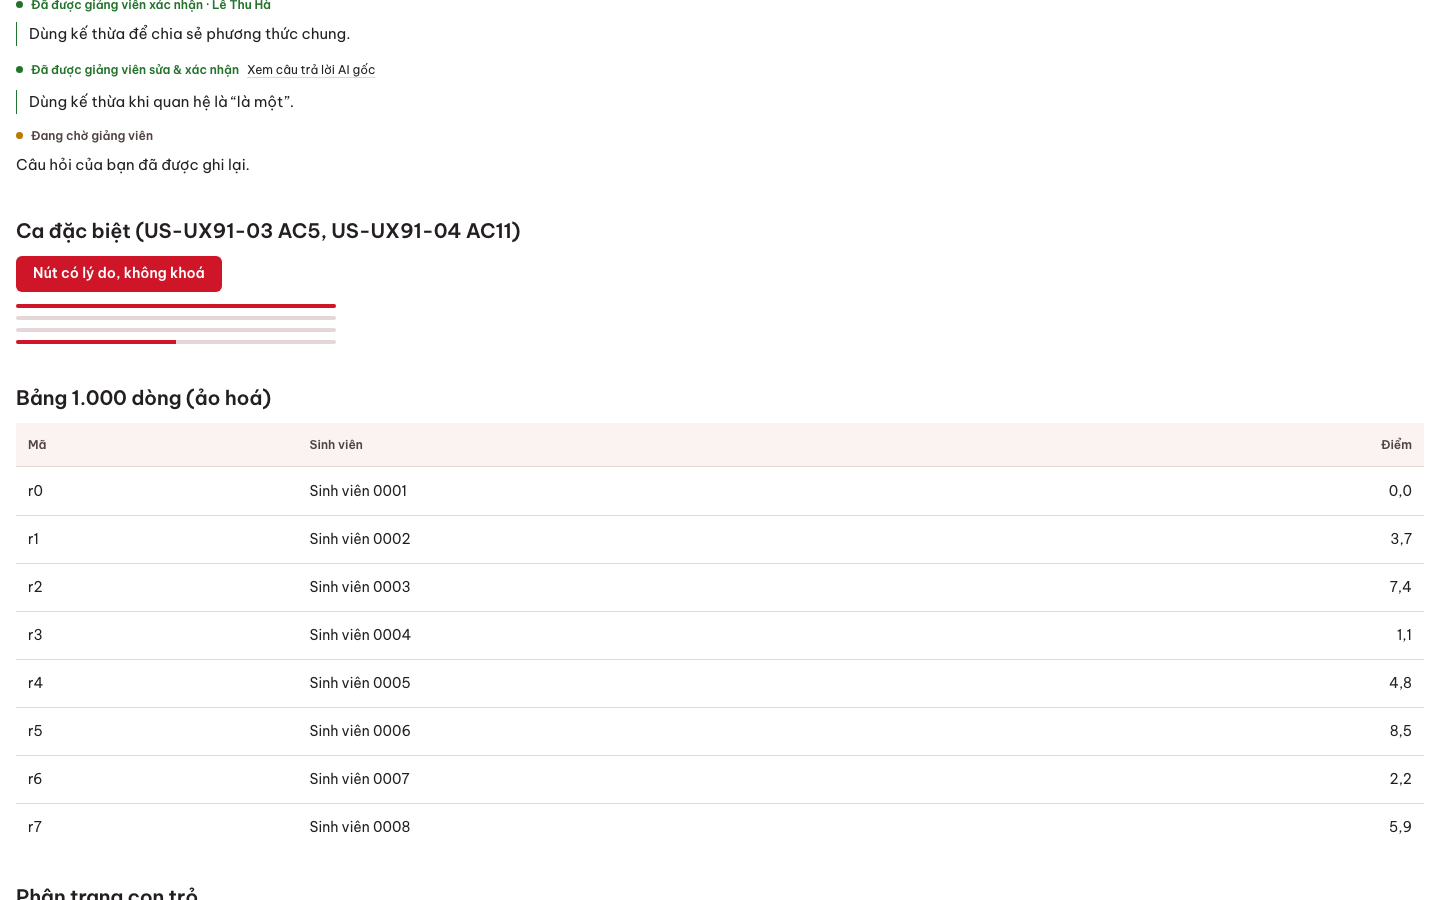 Đã được giảng viên xác nhận · Lê Thu Hà
Dùng kế thừa để chia sẻ phương thức chung.
Đã được giảng viên sửa & xác nhận Xem câu trả lời AI gốc
Dùng kế thừa khi quan hệ là “là một”.
Đang chờ giảng viên
Câu hỏi của bạn đã được ghi lại.
Ca đặc biệt (US-UX91-03 AC5, US-UX91-04 AC11)
Nút có lý do, không khoá
Bảng 1.000 dòng (ảo hoá)
Mã Sinh viên Điểm
r0 Sinh viên 0001 0,0
r1 Sinh viên 0002 3,7
r2 Sinh viên 0003 7,4
r3 Sinh viên 0004 1,1
r4 Sinh viên 0005 4,8
r5 Sinh viên 0006 8,5
r6 Sinh viên 0007 2,2
r7 Sinh viên 0008 5,9
Phân trang con trỏ